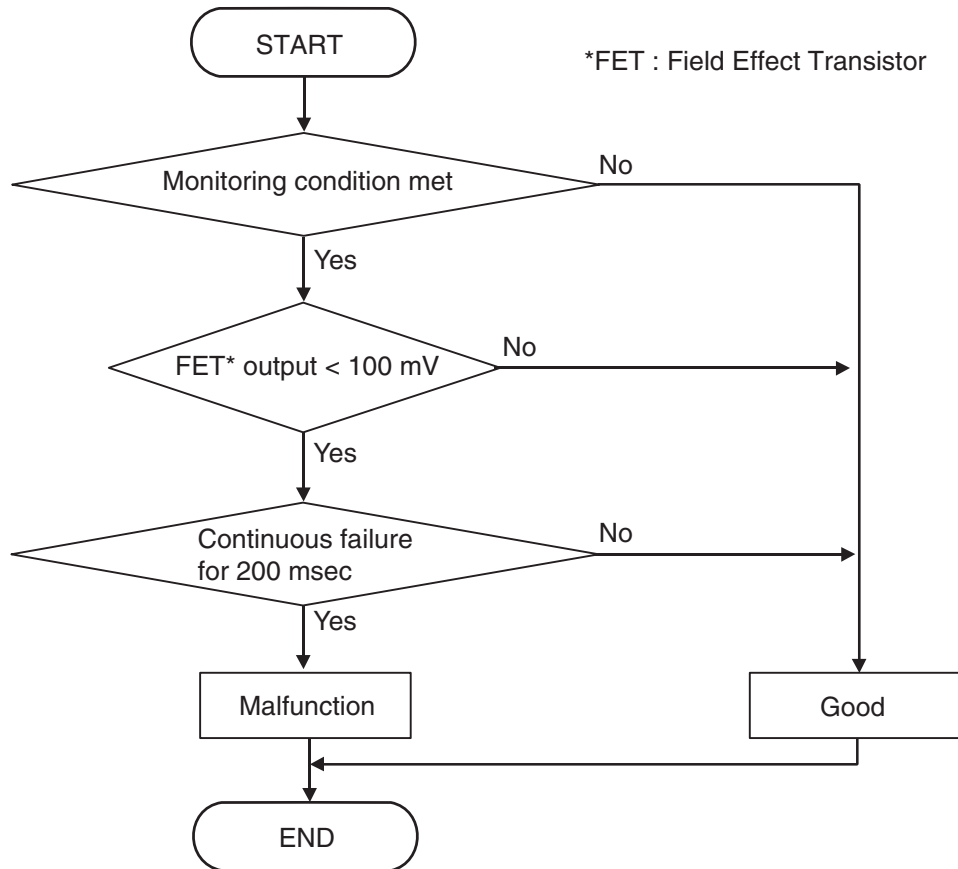 START
*FET : Field Effect Transistor
Monitoring condition met
No
Yes
FET* output < 100 mV
No
Yes
Continuous failure
for 200 msec
No
Yes
Malfunction
Good
END